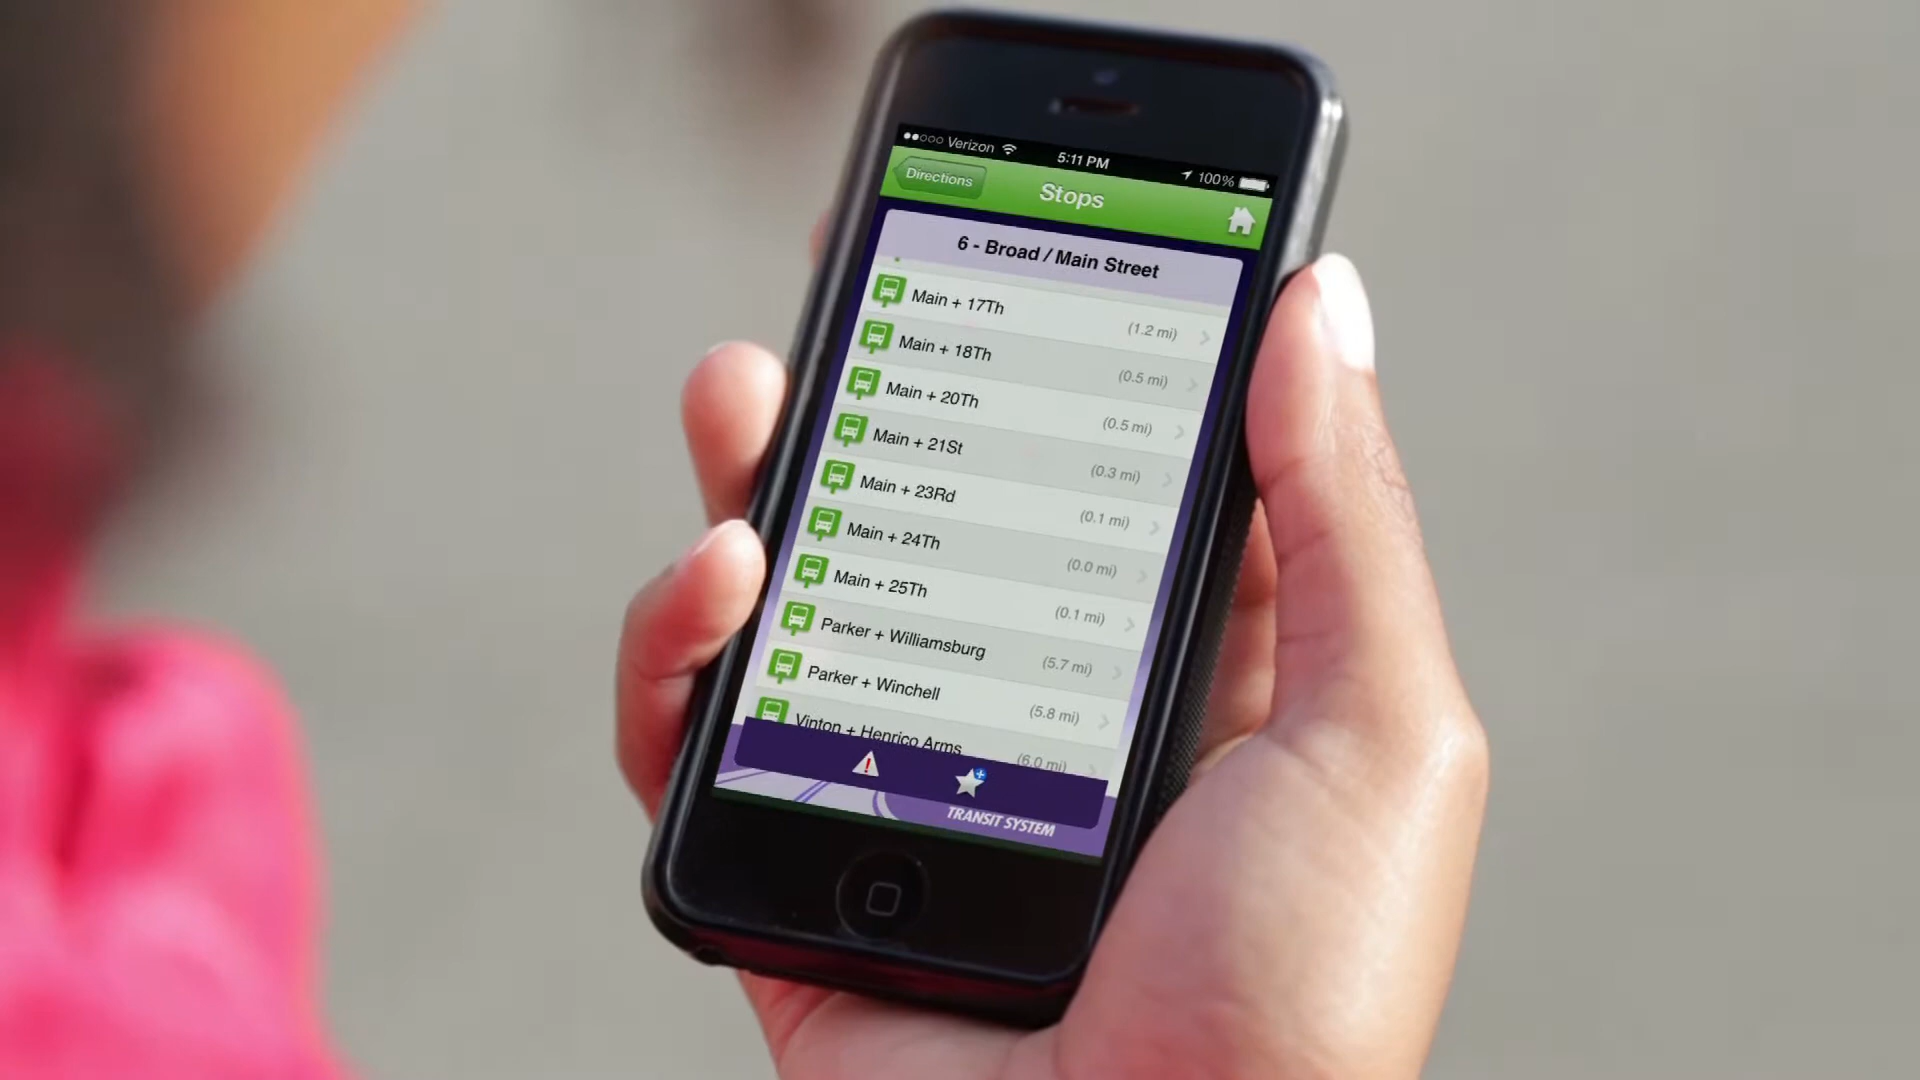 Verizon 5:11 PM 100%
Directions Stops
6 - Broad / Main Street
Main + 17Th (1.2 mi)
Main + 18Th (0.5 mi)
Main + 20Th (0.5 mi)
Main + 21St (0.3 mi)
Main + 23Rd (0.1 mi)
Main + 24Th (0.0 mi)
Main + 25Th (0.1 mi)
Parker + Williamsburg (5.7 mi)
Parker + Winchell (5.8 mi)
Vinton + Henrico Arms (6.0 mi)
TRANSIT SYSTEM